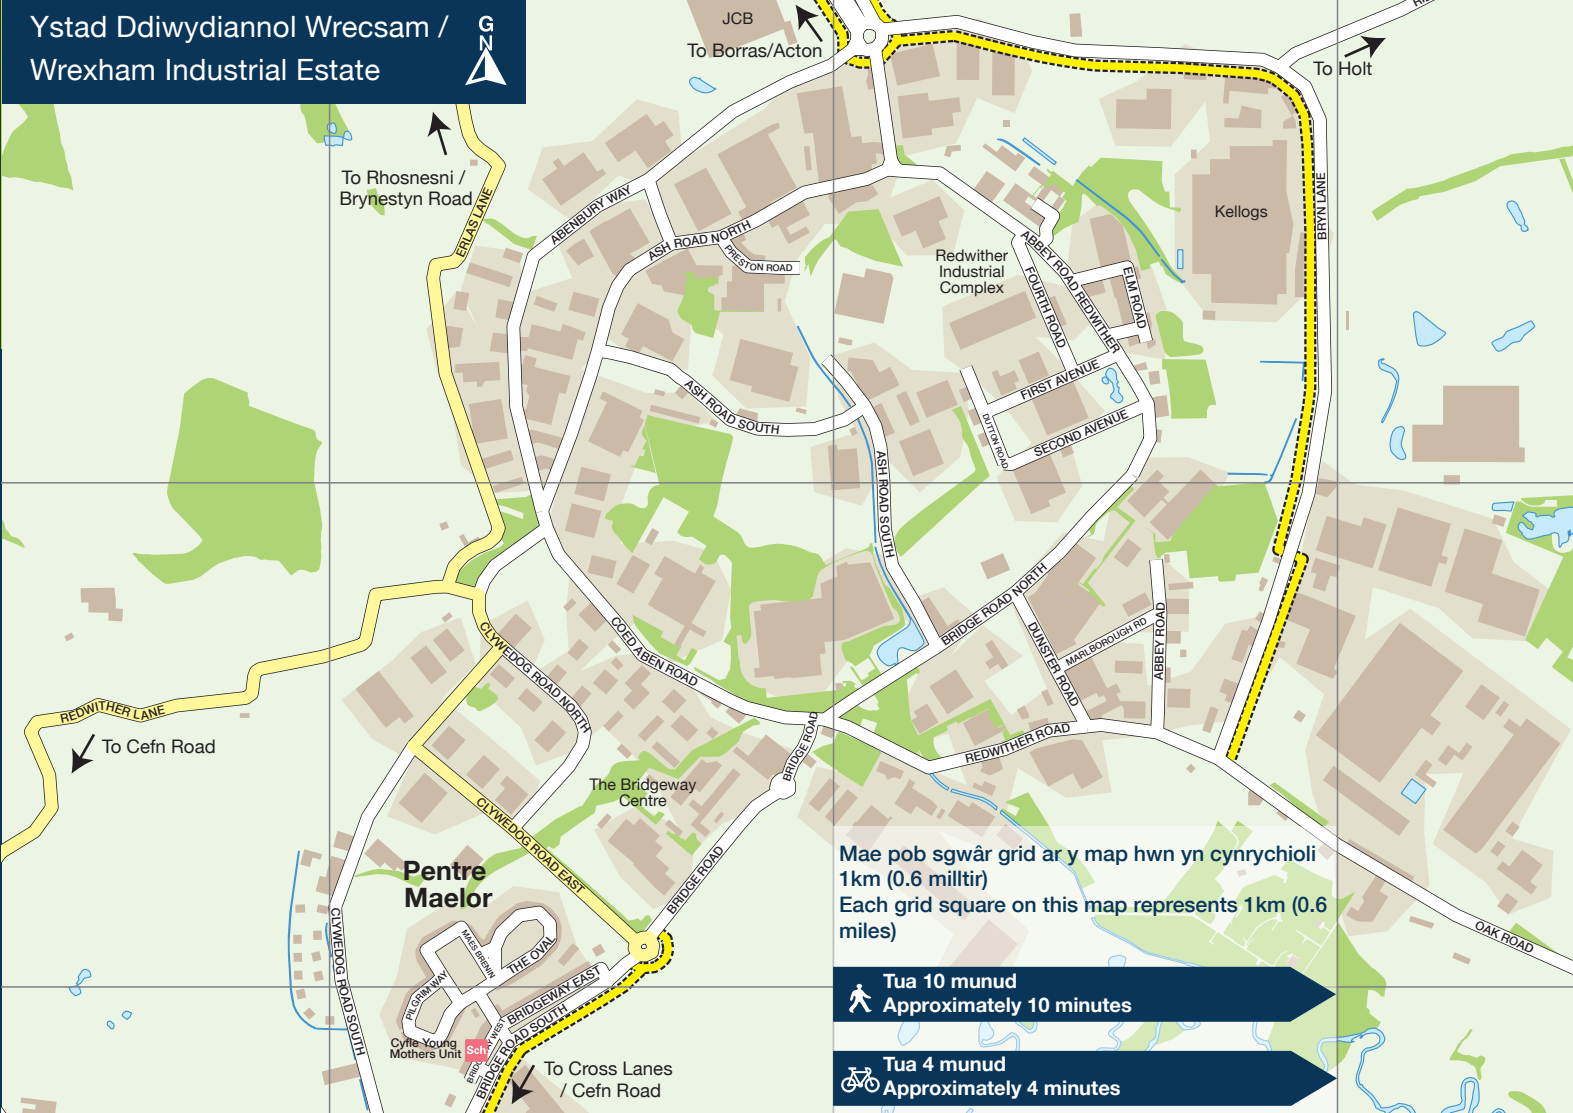 Ystad Ddiwydiannol Wrecsam /
Wrexham Industrial Estate
G
N
JCB
To Borras/Acton
To Holt
To Rhosnesni /
Brynestyn Road
ERLAS LANE
ABENBURY WAY
ASH ROAD NORTH
PRESTON ROAD
Kellogs
BRYN LANE
Redwither
Industrial
Complex
ABBEY ROAD REDWITHER
FOURTH ROAD
ELM ROAD
FIRST AVENUE
SECOND AVENUE
DUTTON ROAD
ASH ROAD SOUTH
ASH ROAD SOUTH
BRIDGE ROAD NORTH
DUNSTER ROAD
MARLBOROUGH RD
ABBEY ROAD
COED ABEN ROAD
CLYWEDOG ROAD NORTH
REDWITHER LANE
To Cefn Road
REDWITHER ROAD
BRIDGE ROAD
The Bridgeway
Centre
CLYWEDOG ROAD EAST
BRIDGE ROAD
Pentre
Maelor
CLYWEDOG ROAD SOUTH
MAES BRENIN
THE OVAL
PILGRIM WAY
BRIDGEWAY EAST
BRIDGE ROAD SOUTH
Cyfle Young
Mothers Unit
Sch
To Cross Lanes
/ Cefn Road
OAK ROAD
Mae pob sgwâr grid ar y map hwn yn cynrychioli
1km (0.6 milltir)
Each grid square on this map represents 1km (0.6
miles)
Tua 10 munud
Approximately 10 minutes
Tua 4 munud
Approximately 4 minutes